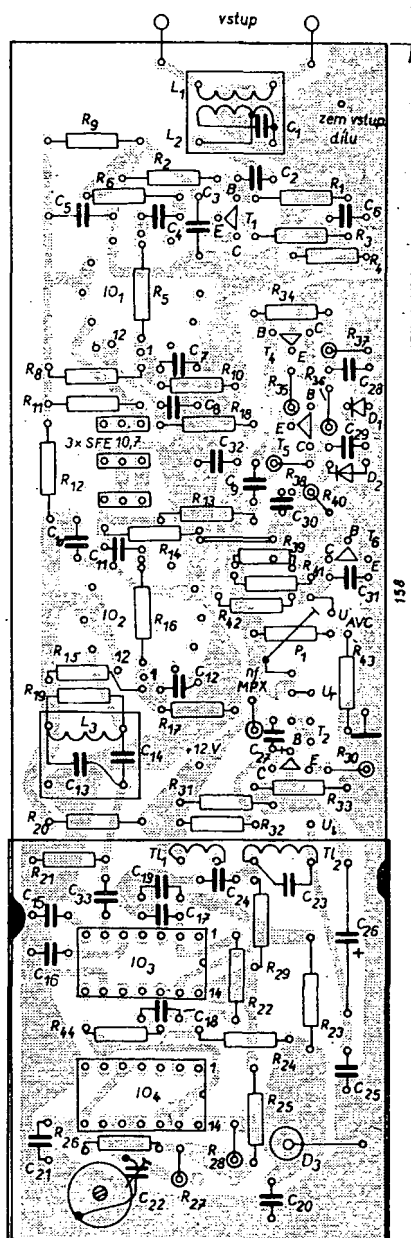 vstup
L1
zem vstup. dílu
R9
L2
C1
R2
C2
R6
C3
B
R1
C5
C4
E
T1
C6
C
R3
R4
IO1
R5
R34
B
C
R37
12
1
C7
T4
E
R8
R10
R35
R36
C28
R11
C8
R18
B
D1
3× SFE 10,7
E
C29
C32
T5
C
R12
C9
R38
D2
R13
C30
R40
C10
R14
B
T6
C11
R39
C
E
R41
C31
IO2
R16
R42
U AVC
158
P1
R15
12
nf MPX
R43
R19
1
C12
UT
L3
R17
C14
B
T2
+12 V
C27
C13
C
E
R30
R31
R33
R20
R32
UL
R21
TL1
TL2
C19
C24
C23
C15
C33
C17
C26
+
C16
IO3
1
R29
14
R22
R23
R44
C18
R24
C25
IO4
1
R25
14
R26
C21
R28
D3
C22
R27
C20